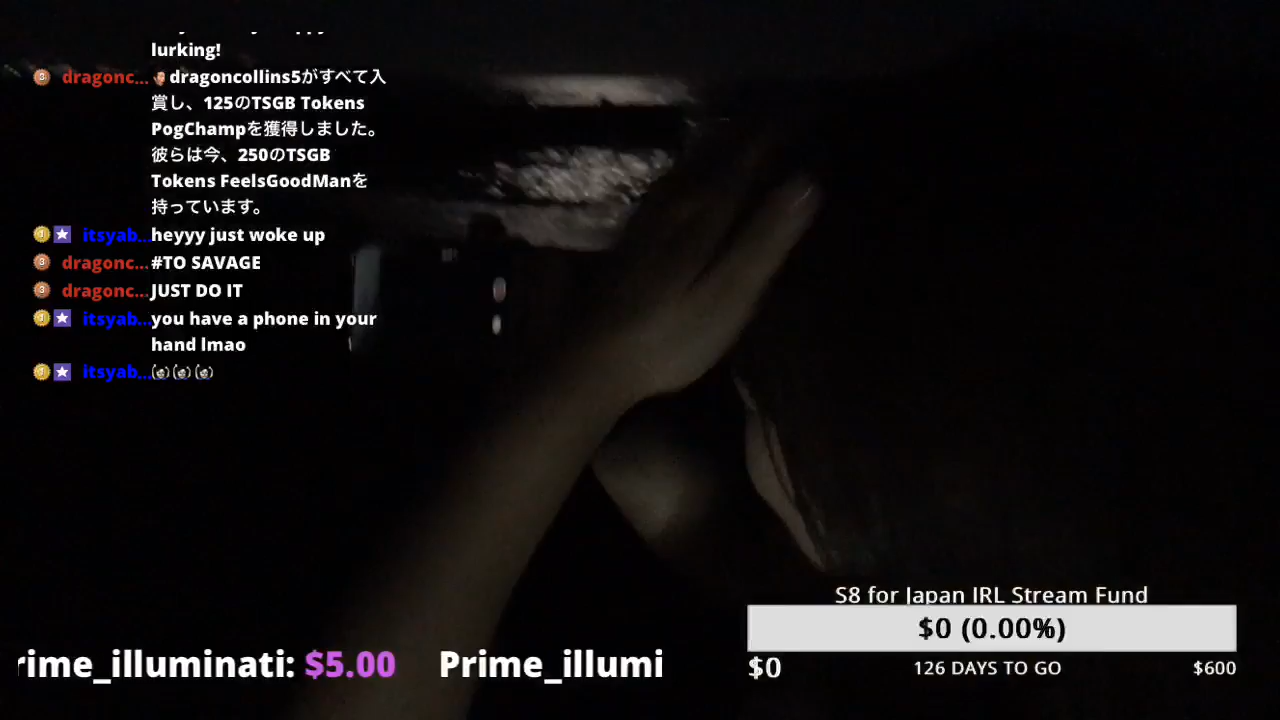 lurking!
dragonc... dragoncollins5がすべて入
賞し、125のTSGB Tokens
PogChampを獲得しました。
彼らは今、250のTSGB
Tokens FeelsGoodManを
持っています。
itsyab... heyyy just woke up
dragonc... #TO SAVAGE
dragonc... JUST DO IT
itsyab... you have a phone in your
hand lmao
itsyab...
S8 for Japan IRL Stream Fund
$0 (0.00%)
$0 126 DAYS TO GO $600
rime_illuminati: $5.00 Prime_illumi